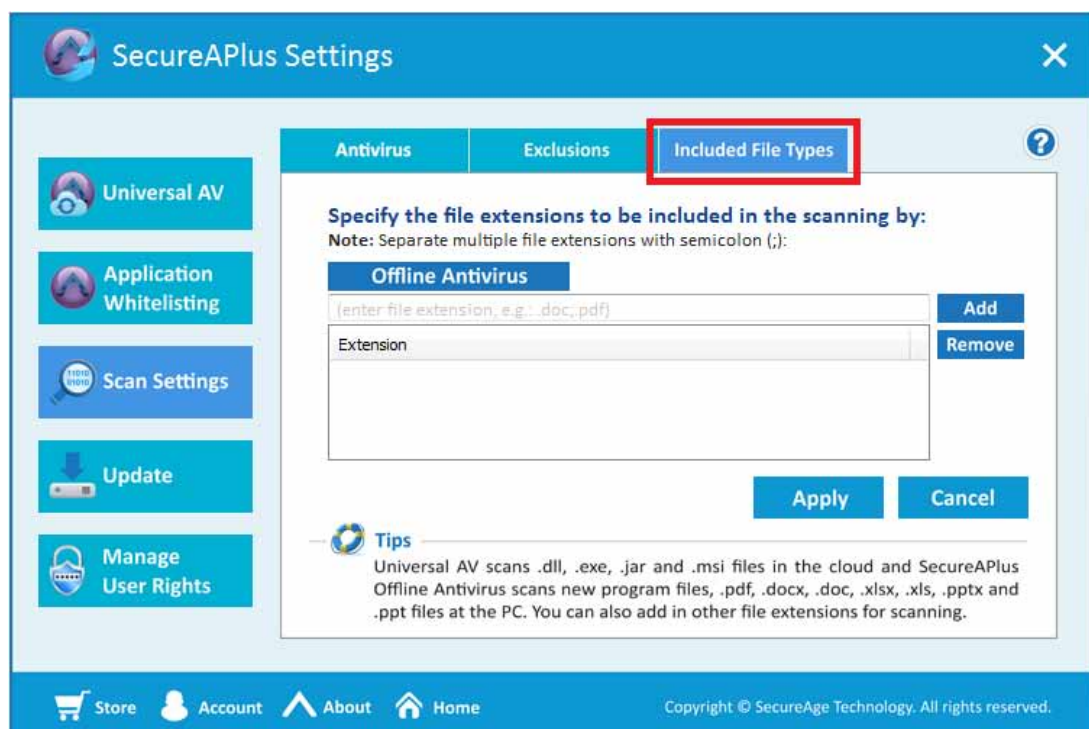 SecureAPlus Settings
Antivirus
Exclusions
Included File Types
?
Universal AV
Application
Whitelisting
Scan Settings
Update
Manage
User Rights
Specify the file extensions to be included in the scanning by:
Note: Separate multiple file extensions with semicolon (;):
Offline Antivirus
(enter file extension, e.g.: .doc;.pdf)
Add
Extension
Remove
Apply
Cancel
Tips
Universal AV scans .dll, .exe, .jar and .msi files in the cloud and SecureAPlus
Offline Antivirus scans new program files, .pdf, .docx, .doc, .xlsx, .xls, .pptx and
.ppt files at the PC. You can also add in other file extensions for scanning.
Store
Account
About
Home
Copyright © SecureAge Technology. All rights reserved.